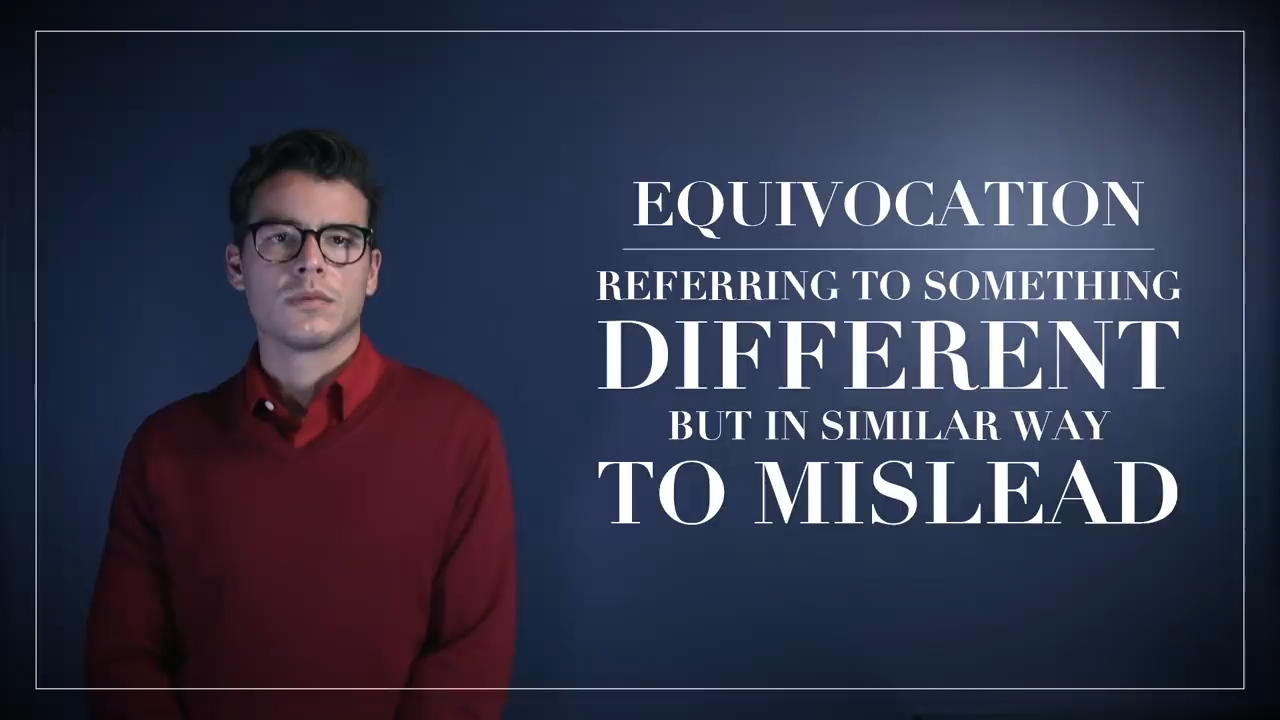 EQUIVOCATION
REFERRING TO SOMETHING
DIFFERENT
BUT IN SIMILAR WAY
TO MISLEAD